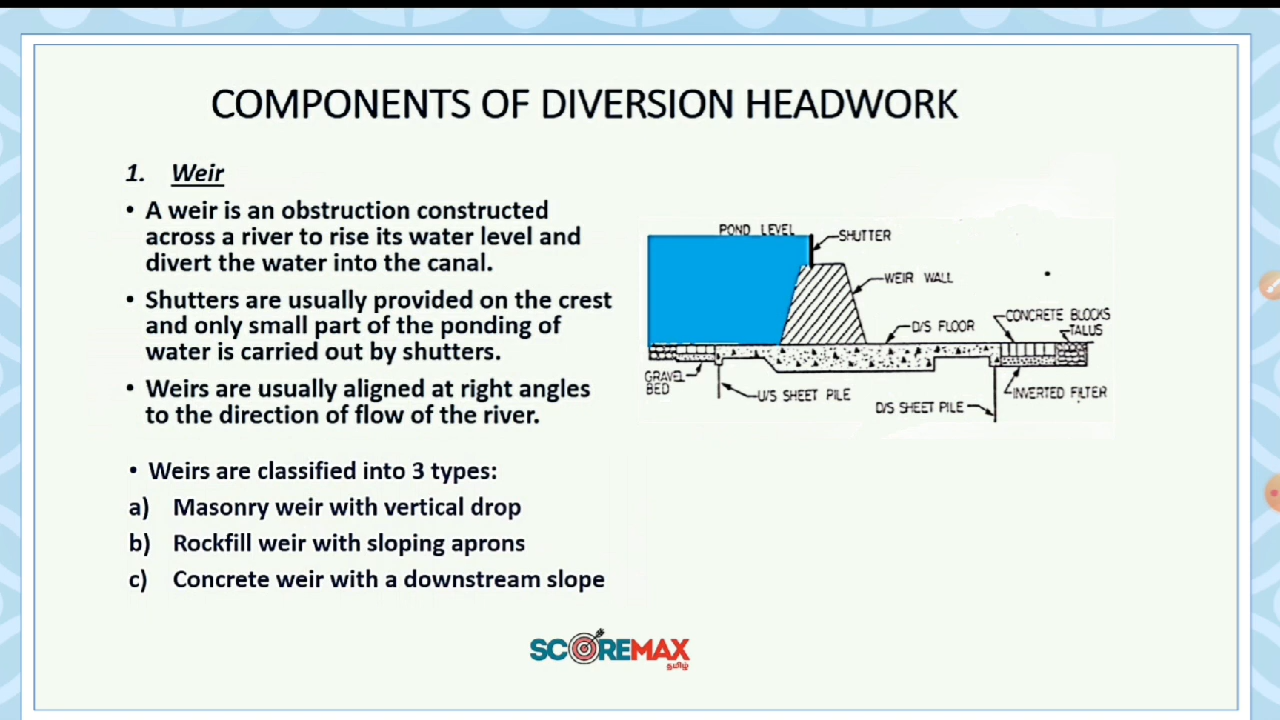 COMPONENTS OF DIVERSION HEADWORK
1. Weir
• A weir is an obstruction constructed
across a river to rise its water level and
divert the water into the canal.
• Shutters are usually provided on the crest
and only small part of the ponding of
water is carried out by shutters.
• Weirs are usually aligned at right angles
to the direction of flow of the river.
• Weirs are classified into 3 types:
a) Masonry weir with vertical drop
b) Rockfill weir with sloping aprons
c) Concrete weir with a downstream slope
POND LEVEL
SHUTTER
WEIR WALL
CONCRETE BLOCKS
TALUS
D/S FLOOR
GRAVEL
BED
U/S SHEET PILE
D/S SHEET PILE
INVERTED FILTER
SCOREMAX
தமிழ்